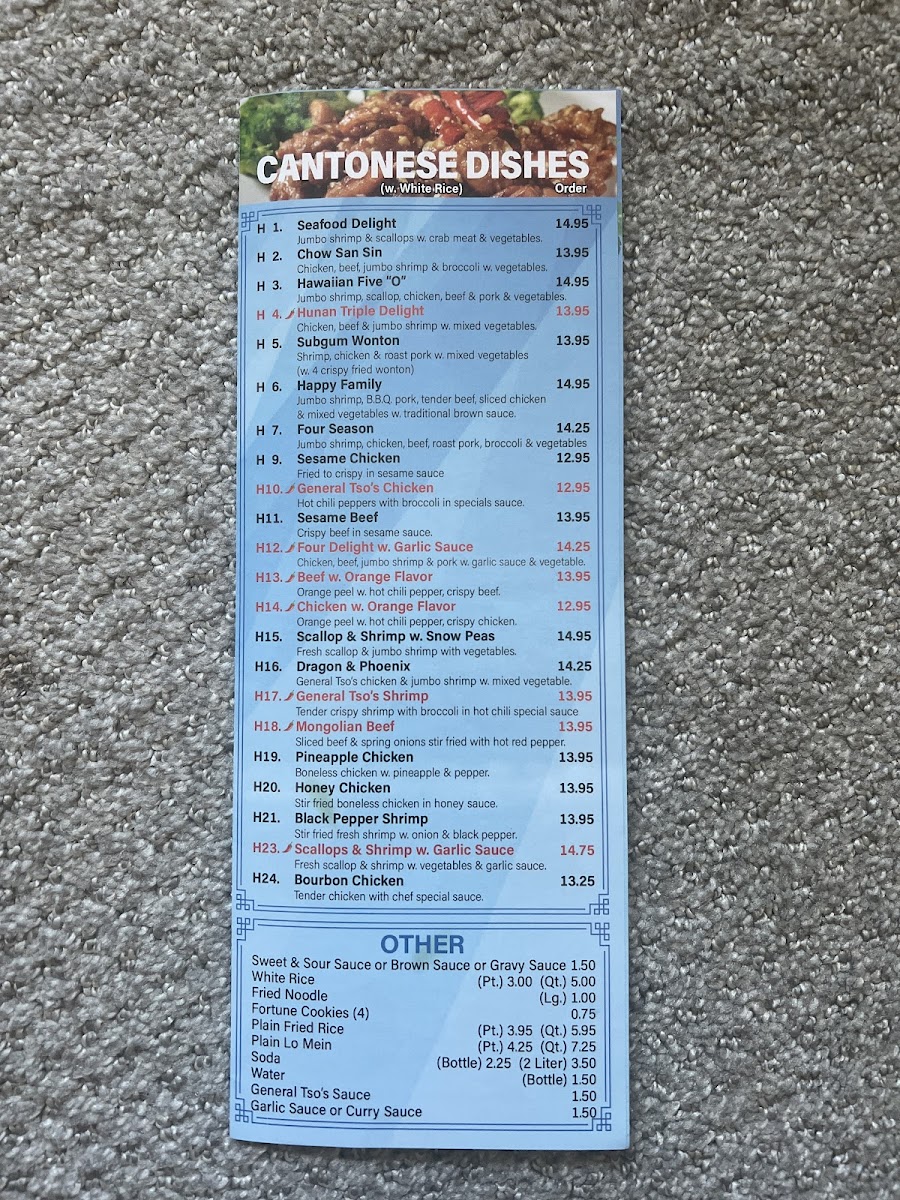 CANTONESE DISHES
(w. White Rice) Order
H 1. Seafood Delight 14.95
Jumbo shrimp & scallops w. crab meat & vegetables.
H 2. Chow San Sin 13.95
Chicken, beef, jumbo shrimp & broccoli w. vegetables.
H 3. Hawaiian Five "O" 14.95
Jumbo shrimp, scallop, chicken, beef & pork & vegetables.
H 4. Hunan Triple Delight 13.95
Chicken, beef & jumbo shrimp w. mixed vegetables.
H 5. Subgum Wonton 13.95
Shrimp, chicken & roast pork w. mixed vegetables
(w. 4 crispy fried wonton)
H 6. Happy Family 14.95
Jumbo shrimp, B.B.Q. pork, tender beef, sliced chicken
& mixed vegetables w. traditional brown sauce.
H 7. Four Season 14.25
Jumbo shrimp, chicken, beef, roast pork, broccoli & vegetables
H 9. Sesame Chicken 12.95
Fried to crispy in sesame sauce
H10. General Tso's Chicken 12.95
Hot chili peppers with broccoli in specials sauce.
H11. Sesame Beef 13.95
Crispy beef in sesame sauce.
H12. Four Delight w. Garlic Sauce 14.25
Chicken, beef, jumbo shrimp & pork w. garlic sauce & vegetable.
H13. Beef w. Orange Flavor 13.95
Orange peel w. hot chili pepper, crispy beef.
H14. Chicken w. Orange Flavor 12.95
Orange peel w. hot chili pepper, crispy chicken.
H15. Scallop & Shrimp w. Snow Peas 14.95
Fresh scallop & jumbo shrimp with vegetables.
H16. Dragon & Phoenix 14.25
General Tso's chicken & jumbo shrimp w. mixed vegetable.
H17. General Tso's Shrimp 13.95
Tender crispy shrimp with broccoli in hot chili special sauce
H18. Mongolian Beef 13.95
Sliced beef & spring onions stir fried with hot red pepper.
H19. Pineapple Chicken 13.95
Boneless chicken w. pineapple & pepper.
H20. Honey Chicken 13.95
Stir fried boneless chicken in honey sauce.
H21. Black Pepper Shrimp 13.95
Stir fried fresh shrimp w. onion & black pepper.
H23. Scallops & Shrimp w. Garlic Sauce 14.75
Fresh scallop & shrimp w. vegetables & garlic sauce.
H24. Bourbon Chicken 13.25
Tender chicken with chef special sauce.
OTHER
Sweet & Sour Sauce or Brown Sauce or Gravy Sauce 1.50
White Rice (Pt.) 3.00 (Qt.) 5.00
Fried Noodle (Lg.) 1.00
Fortune Cookies (4) 0.75
Plain Fried Rice (Pt.) 3.95 (Qt.) 5.95
Plain Lo Mein (Pt.) 4.25 (Qt.) 7.25
Soda (Bottle) 2.25 (2 Liter) 3.50
Water (Bottle) 1.50
General Tso's Sauce 1.50
Garlic Sauce or Curry Sauce 1.50